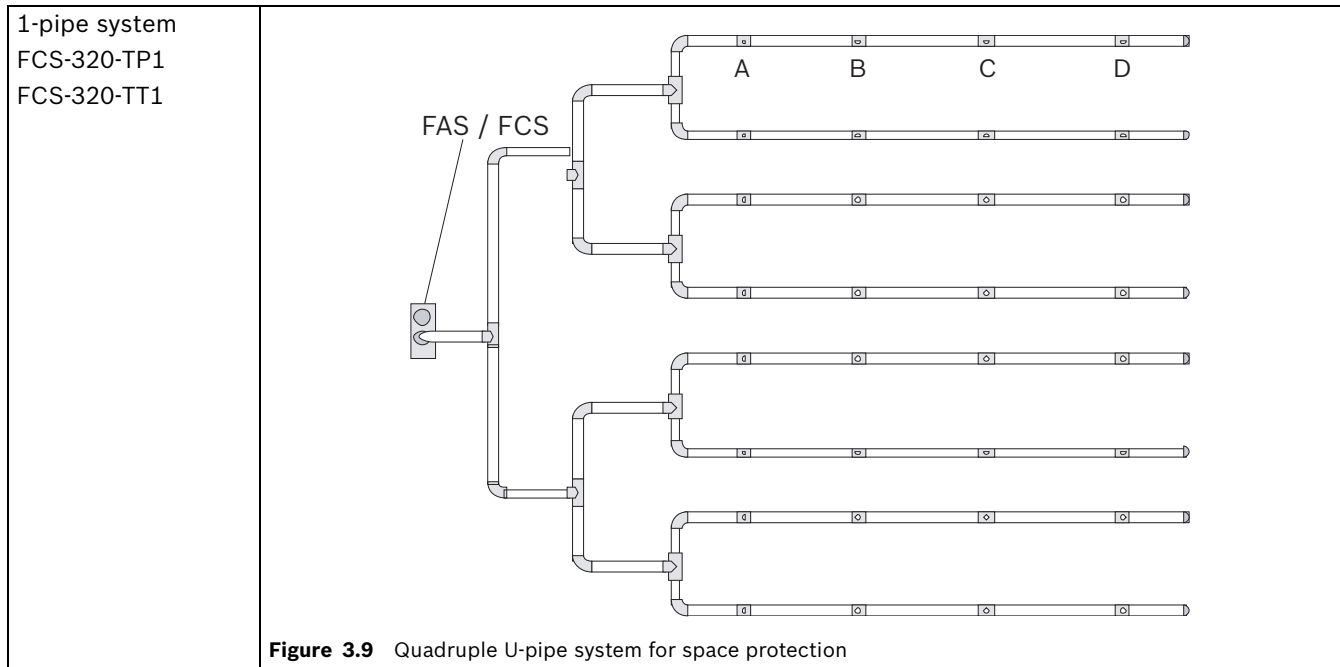 1-pipe system
FCS-320-TP1
FCS-320-TT1
FAS / FCS
A B C D
Figure 3.9 Quadruple U-pipe system for space protection